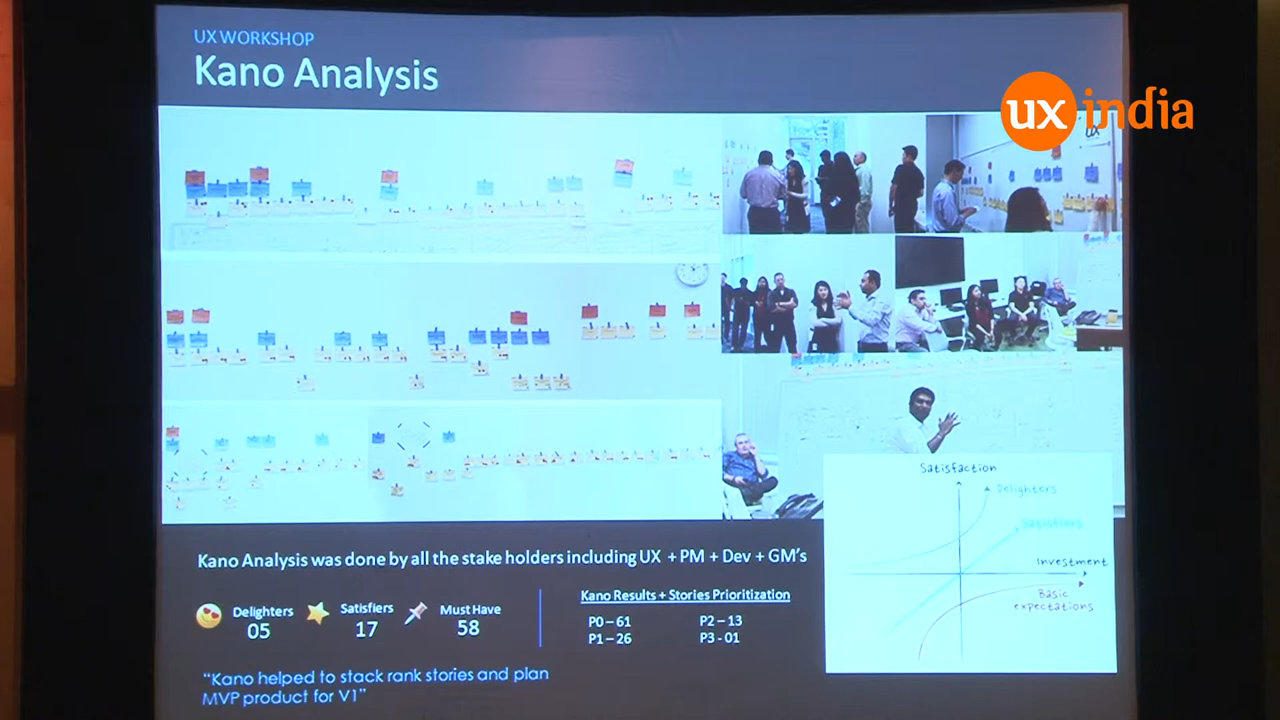 UX WORKSHOP
Kano Analysis
ux india
UX
Satisfaction
Delighters
Satisfiers
Investment
Basic
expectations
Kano Analysis was done by all the stake holders including UX + PM + Dev + GM's
Delighters
05
Satisfiers
17
Must Have
58
Kano Results + Stories Prioritization
P0 – 61
P2 – 13
P1 – 26
P3 - 01
"Kano helped to stack rank stories and plan
MVP product for V1"